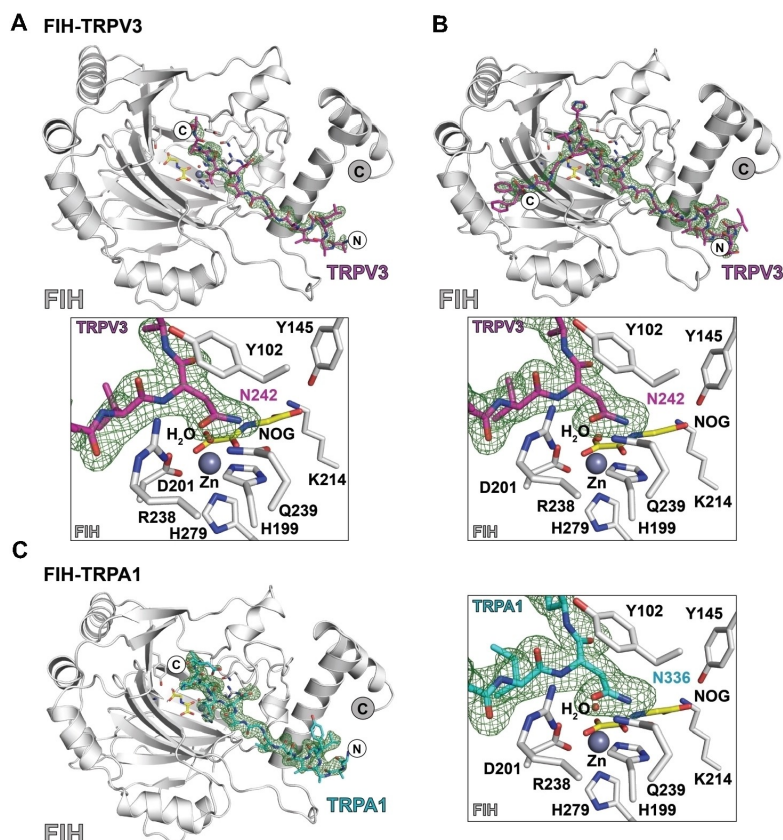 A FIH-TRPV3
B
C
C
N
TRPV3
FIH
C
C
N
TRPV3
FIH
TRPV3
Y145
Y102
N242
H₂O
NOG
Zn
K214
D201
R238
Q239
H279
H199
FIH
TRPV3
Y102
Y145
N242
H₂O
NOG
Zn
K214
D201
R238
Q239
H279
H199
FIH
C
FIH-TRPA1
C
C
N
TRPA1
FIH
TRPA1
Y102
Y145
N336
NOG
H₂O
Zn
D201
K214
R238
Q239
H279
H199
FIH